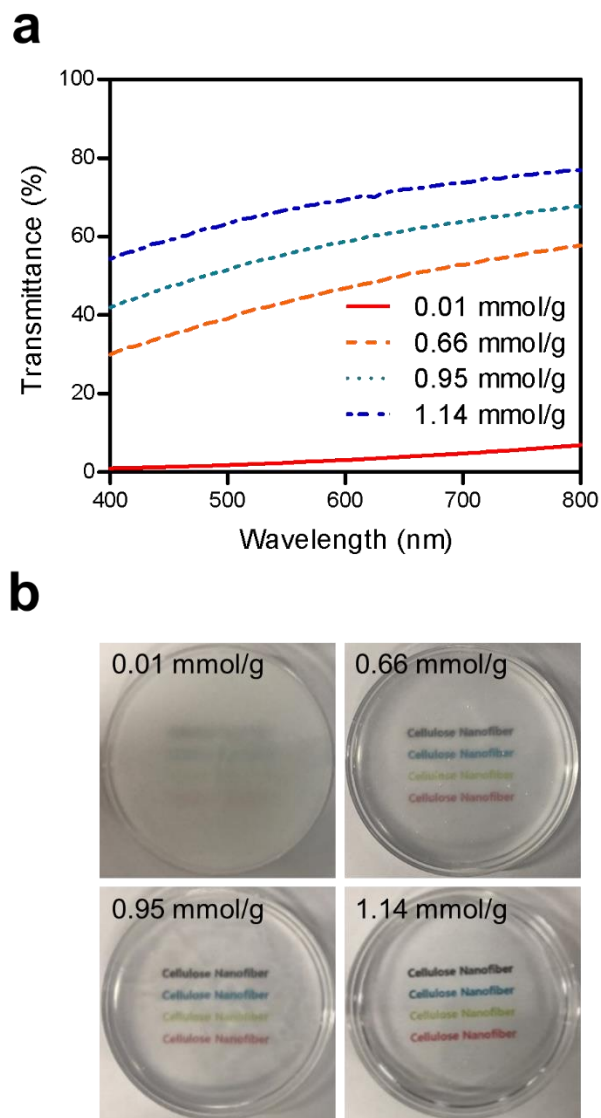 a
100
80
60
40
20
0
Transmittance (%)
0.01 mmol/g
0.66 mmol/g
0.95 mmol/g
1.14 mmol/g
400 500 600 700 800
Wavelength (nm)
b
0.01 mmol/g
0.66 mmol/g
Cellulose Nanofiber
Cellulose Nanofiber
Cellulose Nanofiber
Cellulose Nanofiber
0.95 mmol/g
Cellulose Nanofiber
Cellulose Nanofiber
Cellulose Nanofiber
Cellulose Nanofiber
1.14 mmol/g
Cellulose Nanofiber
Cellulose Nanofiber
Cellulose Nanofiber
Cellulose Nanofiber